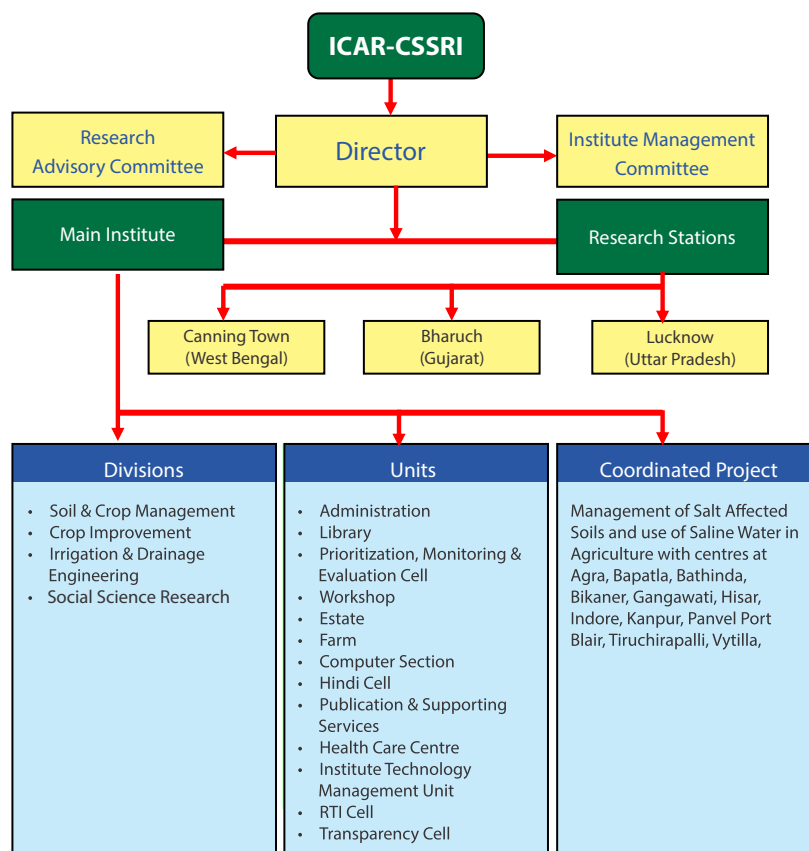 ICAR-CSSRI
Research
Advisory Committee
Director
Institute Management
Committee
Main Institute
Research Stations
Canning Town
(West Bengal)
Bharuch
(Gujarat)
Lucknow
(Uttar Pradesh)
Divisions
• Soil & Crop Management
• Crop Improvement
• Irrigation & Drainage
Engineering
• Social Science Research
Units
• Administration
• Library
• Prioritization, Monitoring &
Evaluation Cell
• Workshop
• Estate
• Farm
• Computer Section
• Hindi Cell
• Publication & Supporting
Services
• Health Care Centre
• Institute Technology
Management Unit
• RTI Cell
• Transparency Cell
Coordinated Project
Management of Salt Affected
Soils and use of Saline Water in
Agriculture with centres at
Agra, Bapatla, Bathinda,
Bikaner, Gangawati, Hisar,
Indore, Kanpur, Panvel Port
Blair, Tiruchirapalli, Vytilla,